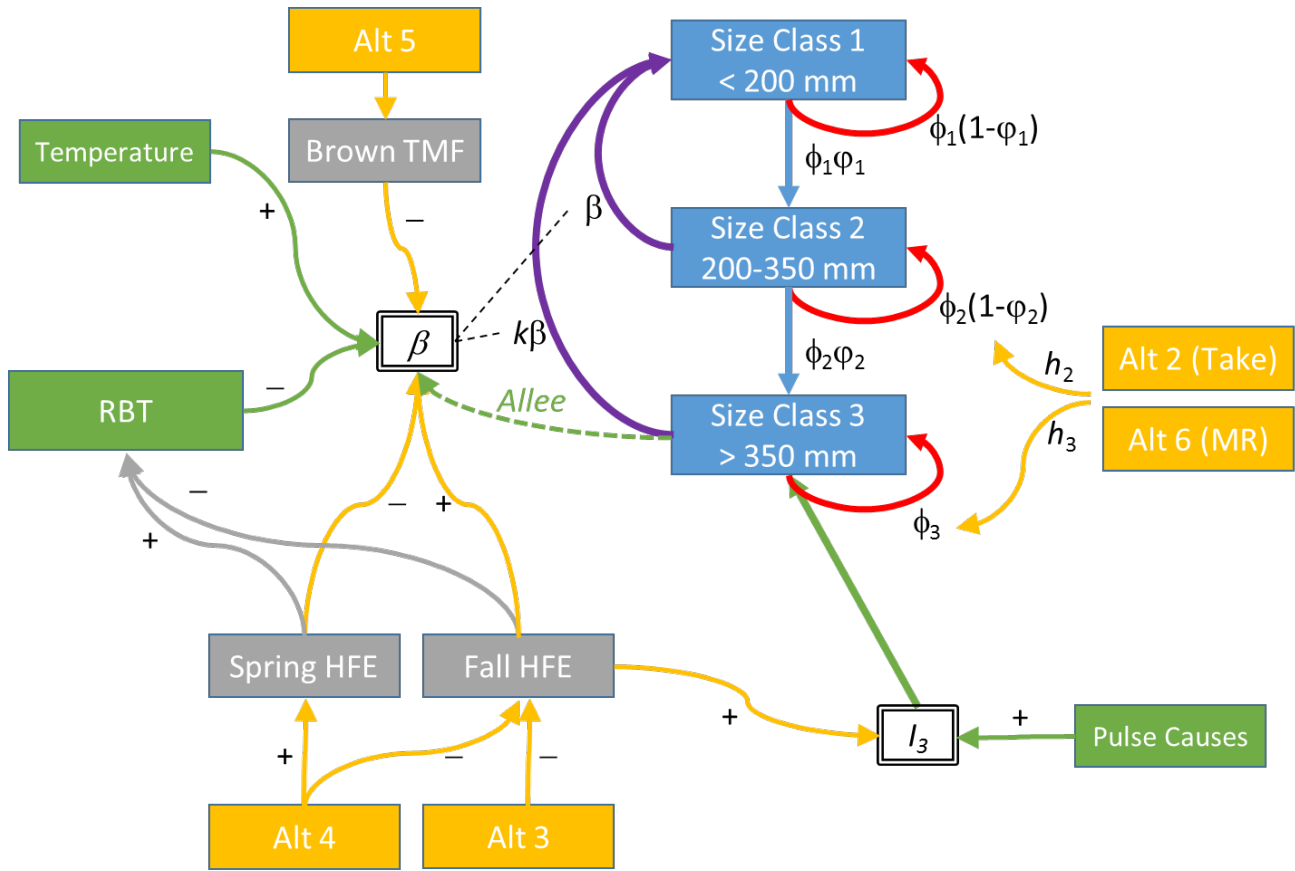 Alt 5
Size Class 1
< 200 mm
Temperature
Brown TMF
ϕ₁(1-φ₁)
ϕ₁φ₁
+
–
β
Size Class 2
200-350 mm
ϕ₂(1-φ₂)
β
kβ
ϕ₂φ₂
h₂
Alt 2 (Take)
–
RBT
Allee
Size Class 3
> 350 mm
h₃
Alt 6 (MR)
–
+
–
+
ϕ₃
Spring HFE
Fall HFE
+
I₃
+
Pulse Causes
+
–
–
Alt 4
Alt 3